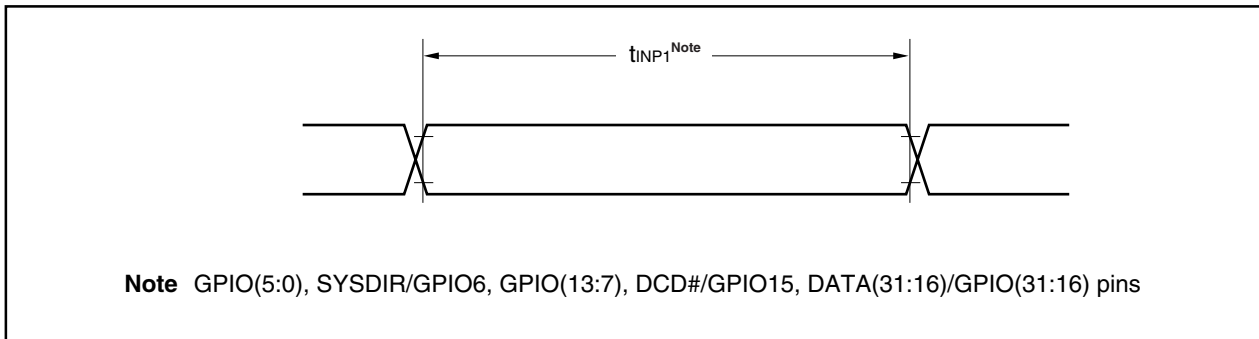 tINP1Note
Note GPIO(5:0), SYSDIR/GPIO6, GPIO(13:7), DCD#/GPIO15, DATA(31:16)/GPIO(31:16) pins